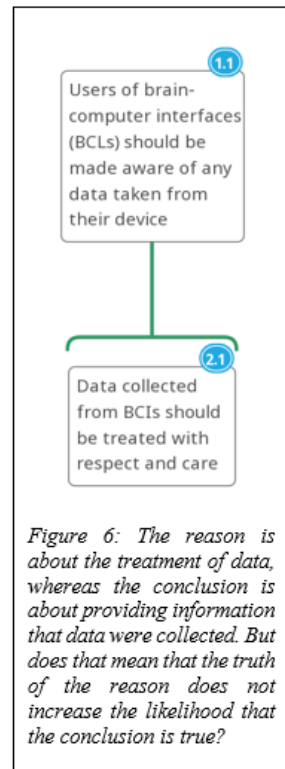 1.1
Users of brain-
computer interfaces
(BCLs) should be
made aware of any
data taken from
their device
2.1
Data collected
from BCIs should
be treated with
respect and care
Figure 6: The reason is
about the treatment of data,
whereas the conclusion is
about providing information
that data were collected. But
does that mean that the truth
of the reason does not
increase the likelihood that
the conclusion is true?